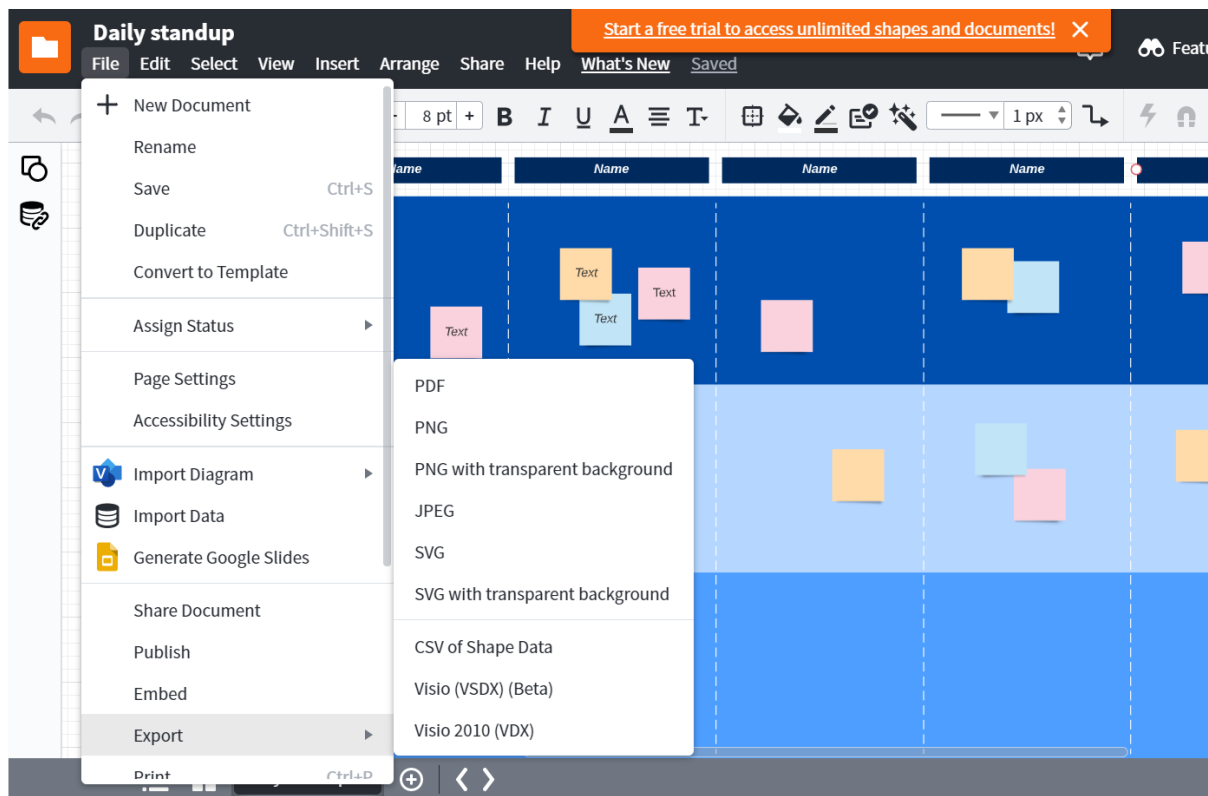 Daily standup
Start a free trial to access unlimited shapes and documents!
File Edit Select View Insert Arrange Share Help What's New Saved
8 pt + B I U A T 1 px
New Document
Rename
Save Ctrl+S
Duplicate Ctrl+Shift+S
Convert to Template
Assign Status
Page Settings
Accessibility Settings
Import Diagram
Import Data
Generate Google Slides
Share Document
Publish
Embed
Export
Print Ctrl+P
PDF
PNG
PNG with transparent background
JPEG
SVG
SVG with transparent background
CSV of Shape Data
Visio (VSDX) (Beta)
Visio 2010 (VDX)
Name Name Name
Text
Text
Text
Text